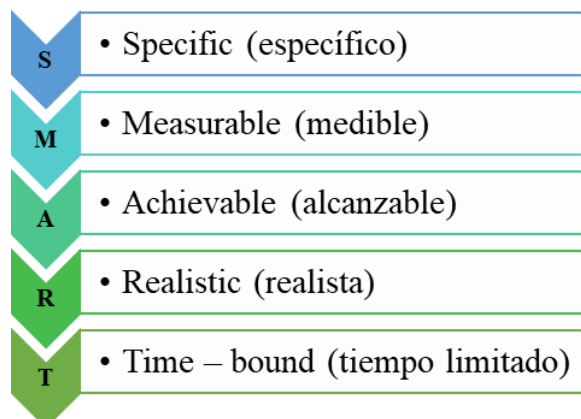 S
• Specific (específico)
M
• Measurable (medible)
A
• Achievable (alcanzable)
R
• Realistic (realista)
T
• Time – bound (tiempo limitado)